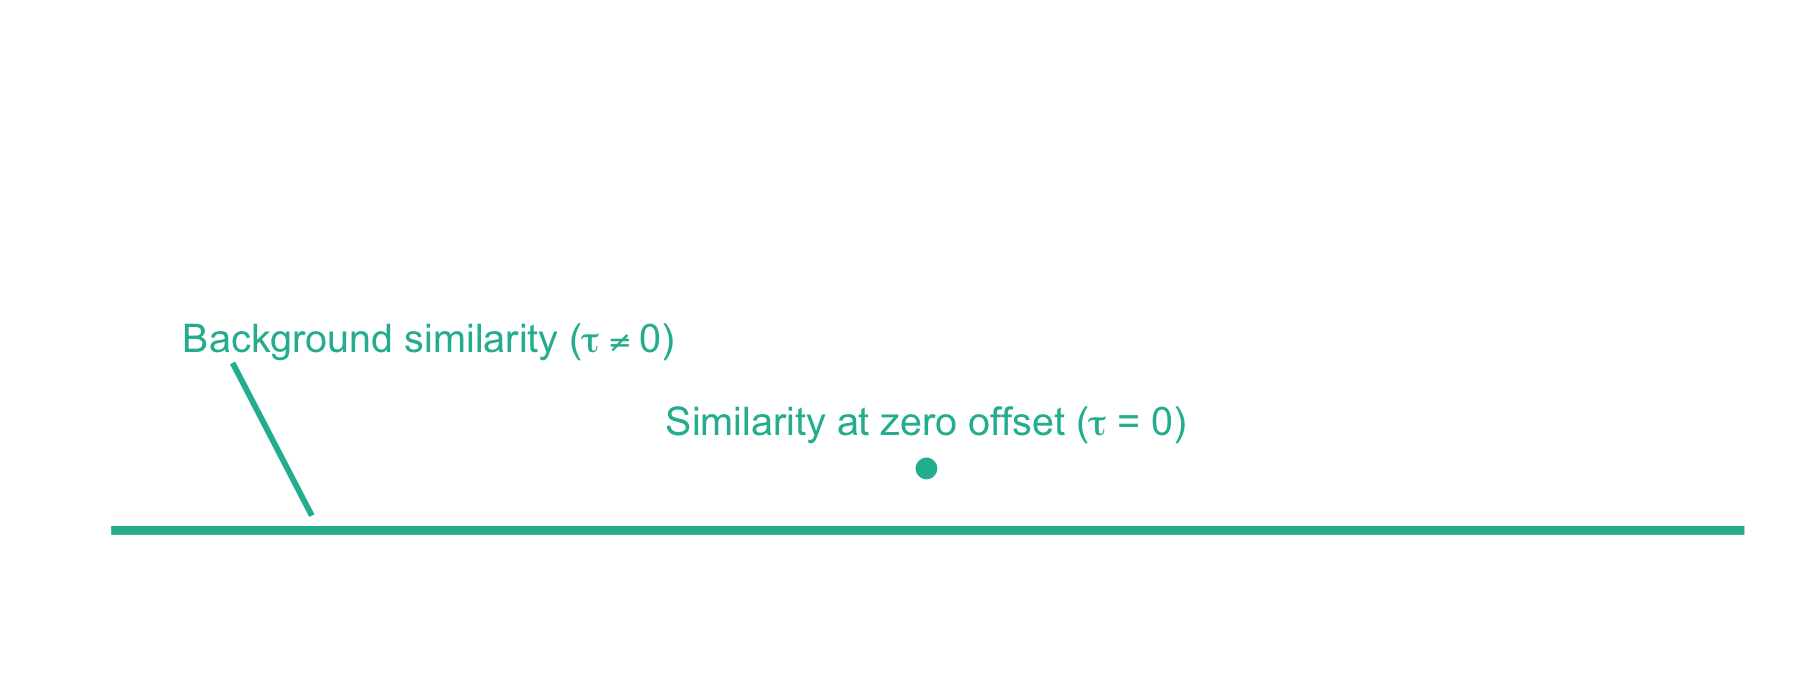 Background similarity (τ ≠ 0)
Similarity at zero offset (τ = 0)